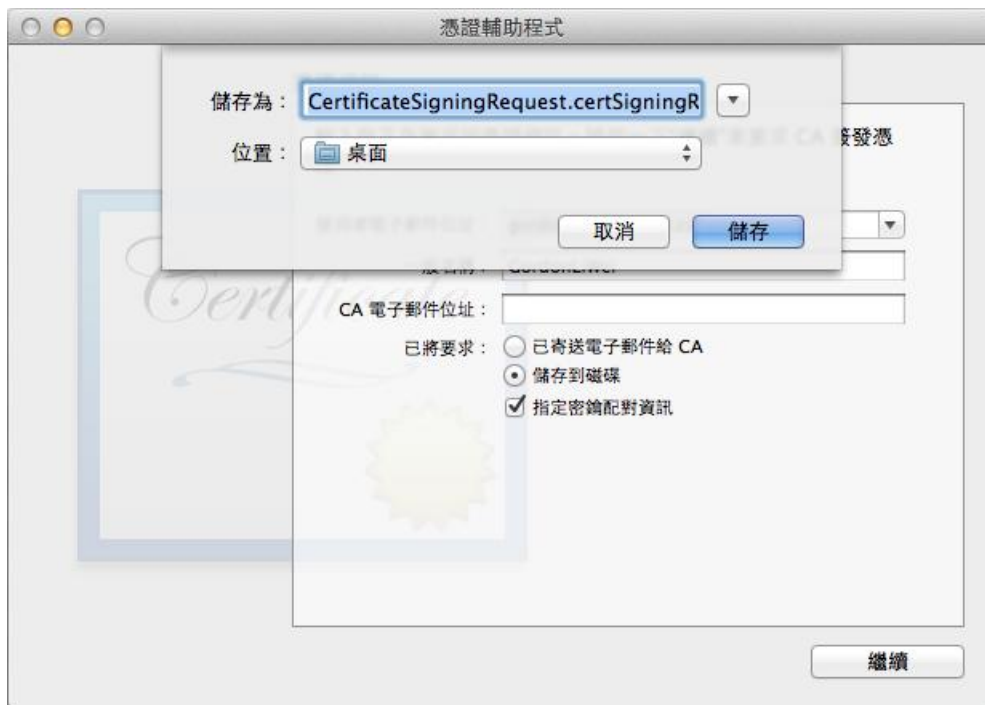 憑證輔助程式
儲存為：
CertificateSigningRequest.certSigningR
位置：
桌面
簽發憑
取消
儲存
CA 電子郵件位址：
已將要求：
已寄送電子郵件給 CA
儲存到磁碟
指定密鑰配對資訊
Certificate
繼續